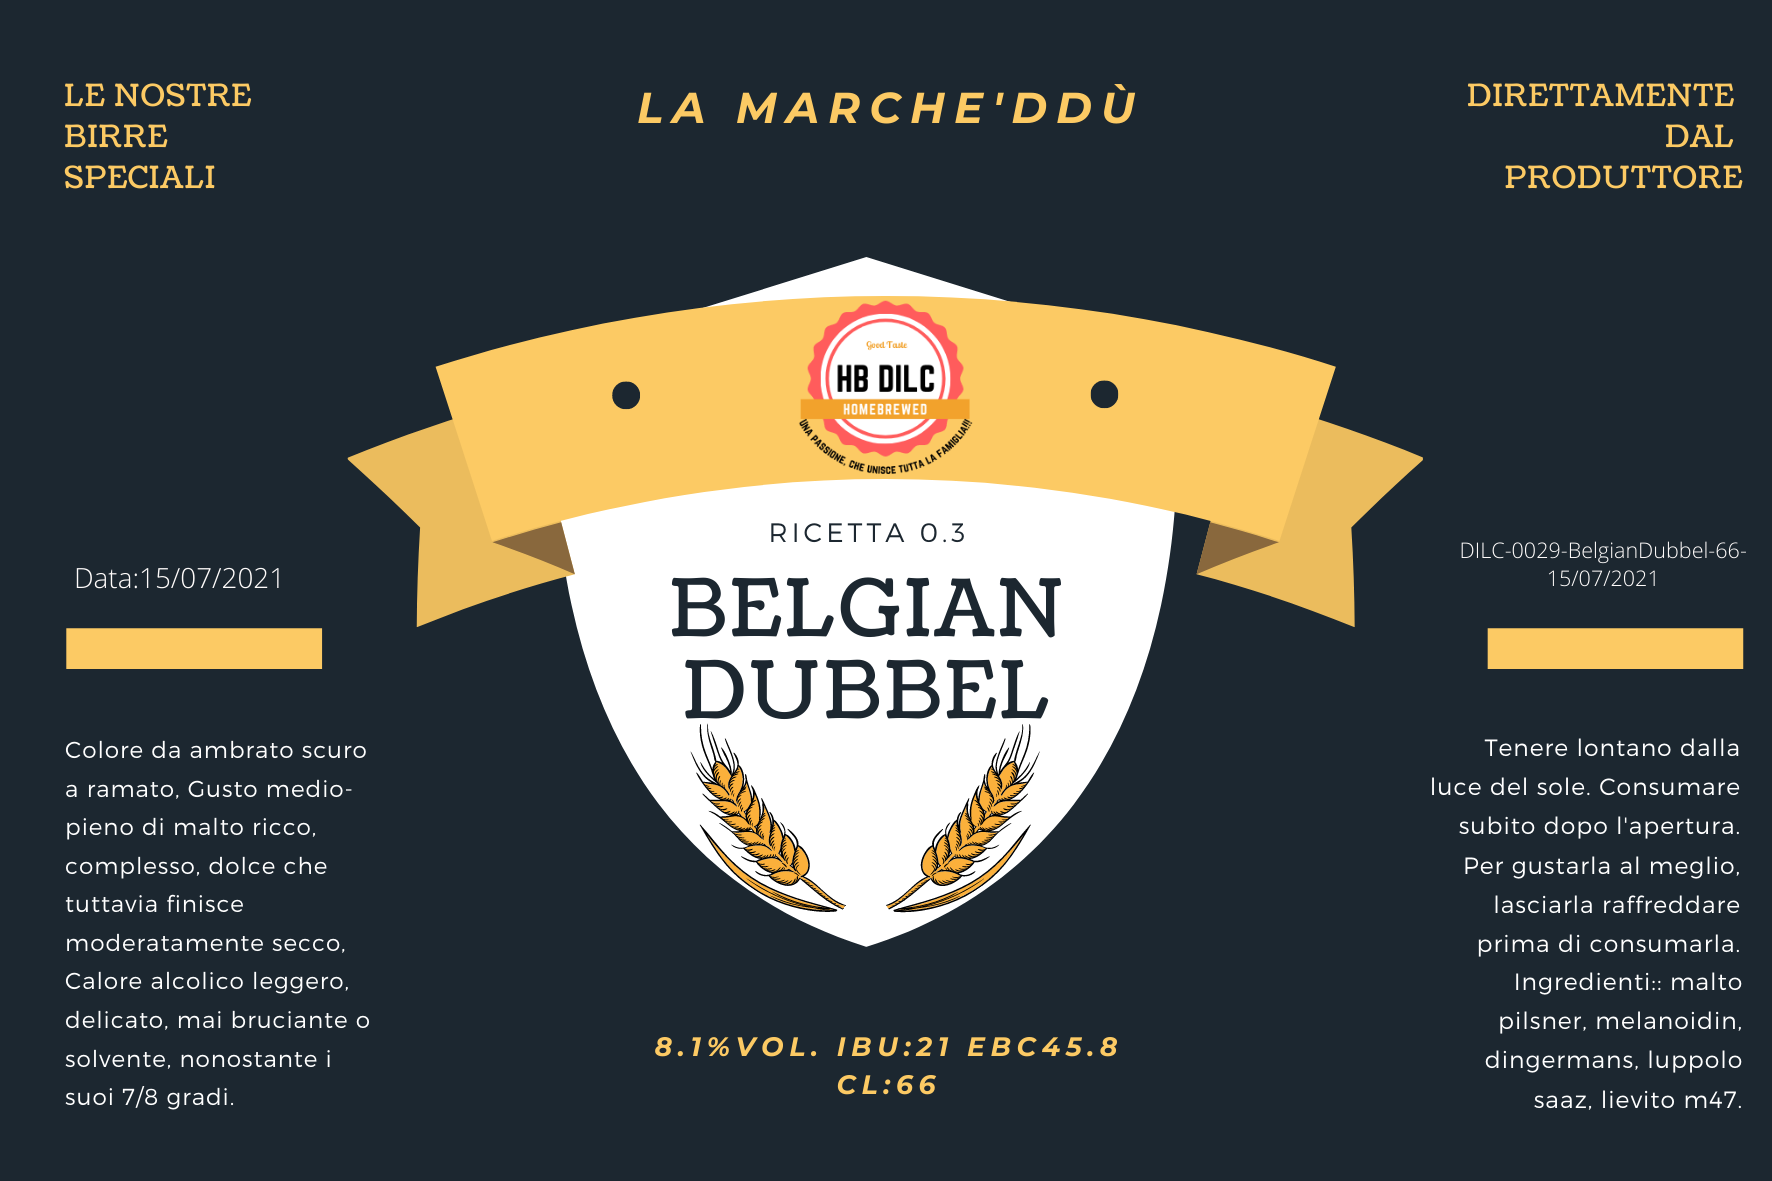 LE NOSTRE
BIRRE
SPECIALI
LA MARCHE'DDÙ
DIRETTAMENTE
DAL
PRODUTTORE
Good Taste
HB DILC
HOMEBREWED
UNA PASSIONE, CHE UNISCE TUTTA LA FAMIGLIA!!!
RICETTA 0.3
BELGIAN
DUBBEL
Data:15/07/2021
Colore da ambrato scuro
a ramato, Gusto medio-
pieno di malto ricco,
complesso, dolce che
tuttavia finisce
moderatamente secco,
Calore alcolico leggero,
delicato, mai bruciante o
solvente, nonostante i
suoi 7/8 gradi.
8.1%VOL. IBU:21 EBC45.8
CL:66
DILC-0029-BelgianDubbel-66-
15/07/2021
Tenere lontano dalla
luce del sole. Consumare
subito dopo l'apertura.
Per gustarla al meglio,
lasciarla raffreddare
prima di consumarla.
Ingredienti:: malto
pilsner, melanoidin,
dingermans, luppolo
saaz, lievito m47.